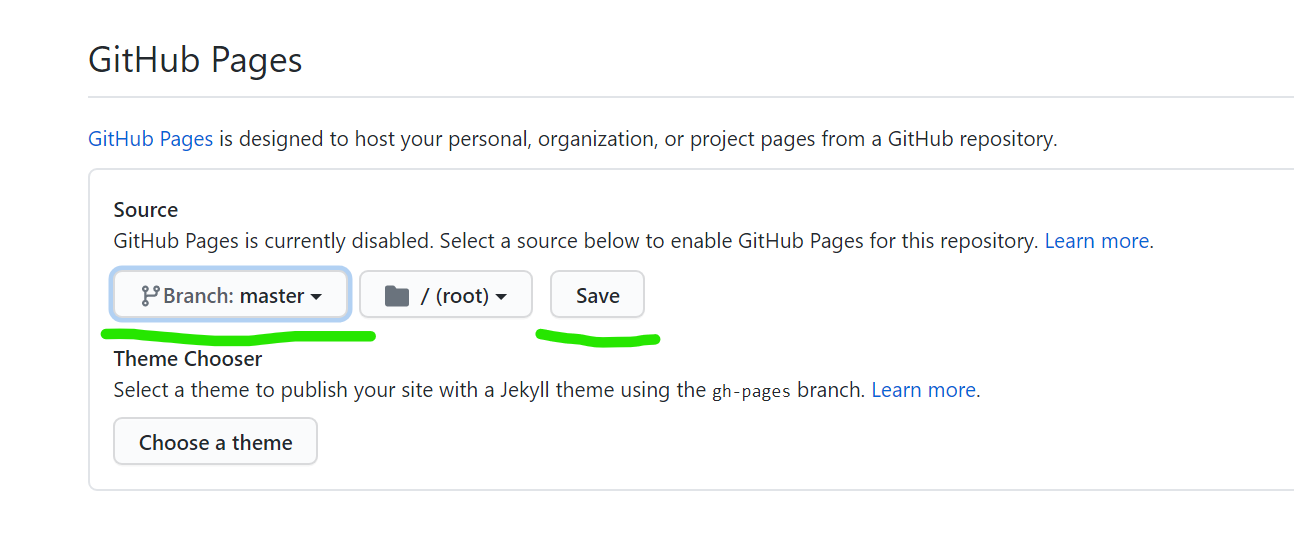 GitHub Pages
GitHub Pages is designed to host your personal, organization, or project pages from a GitHub repository.
Source
GitHub Pages is currently disabled. Select a source below to enable GitHub Pages for this repository. Learn more.
Branch: master / (root) Save
Theme Chooser
Select a theme to publish your site with a Jekyll theme using the gh-pages branch. Learn more.
Choose a theme